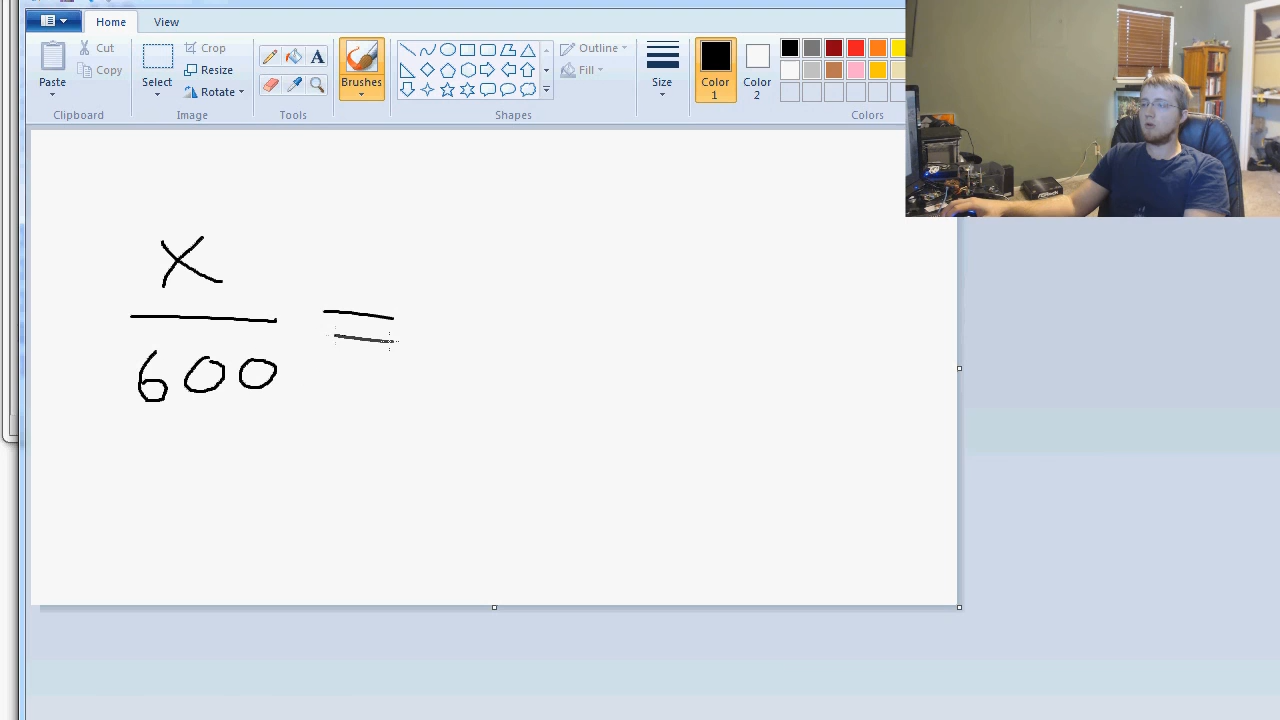 Home View
Paste Cut Copy Select Crop Resize Rotate Brushes Outline Fill Size Color 1 Color 2
Clipboard Image Tools Shapes Colors
A
X
600 =